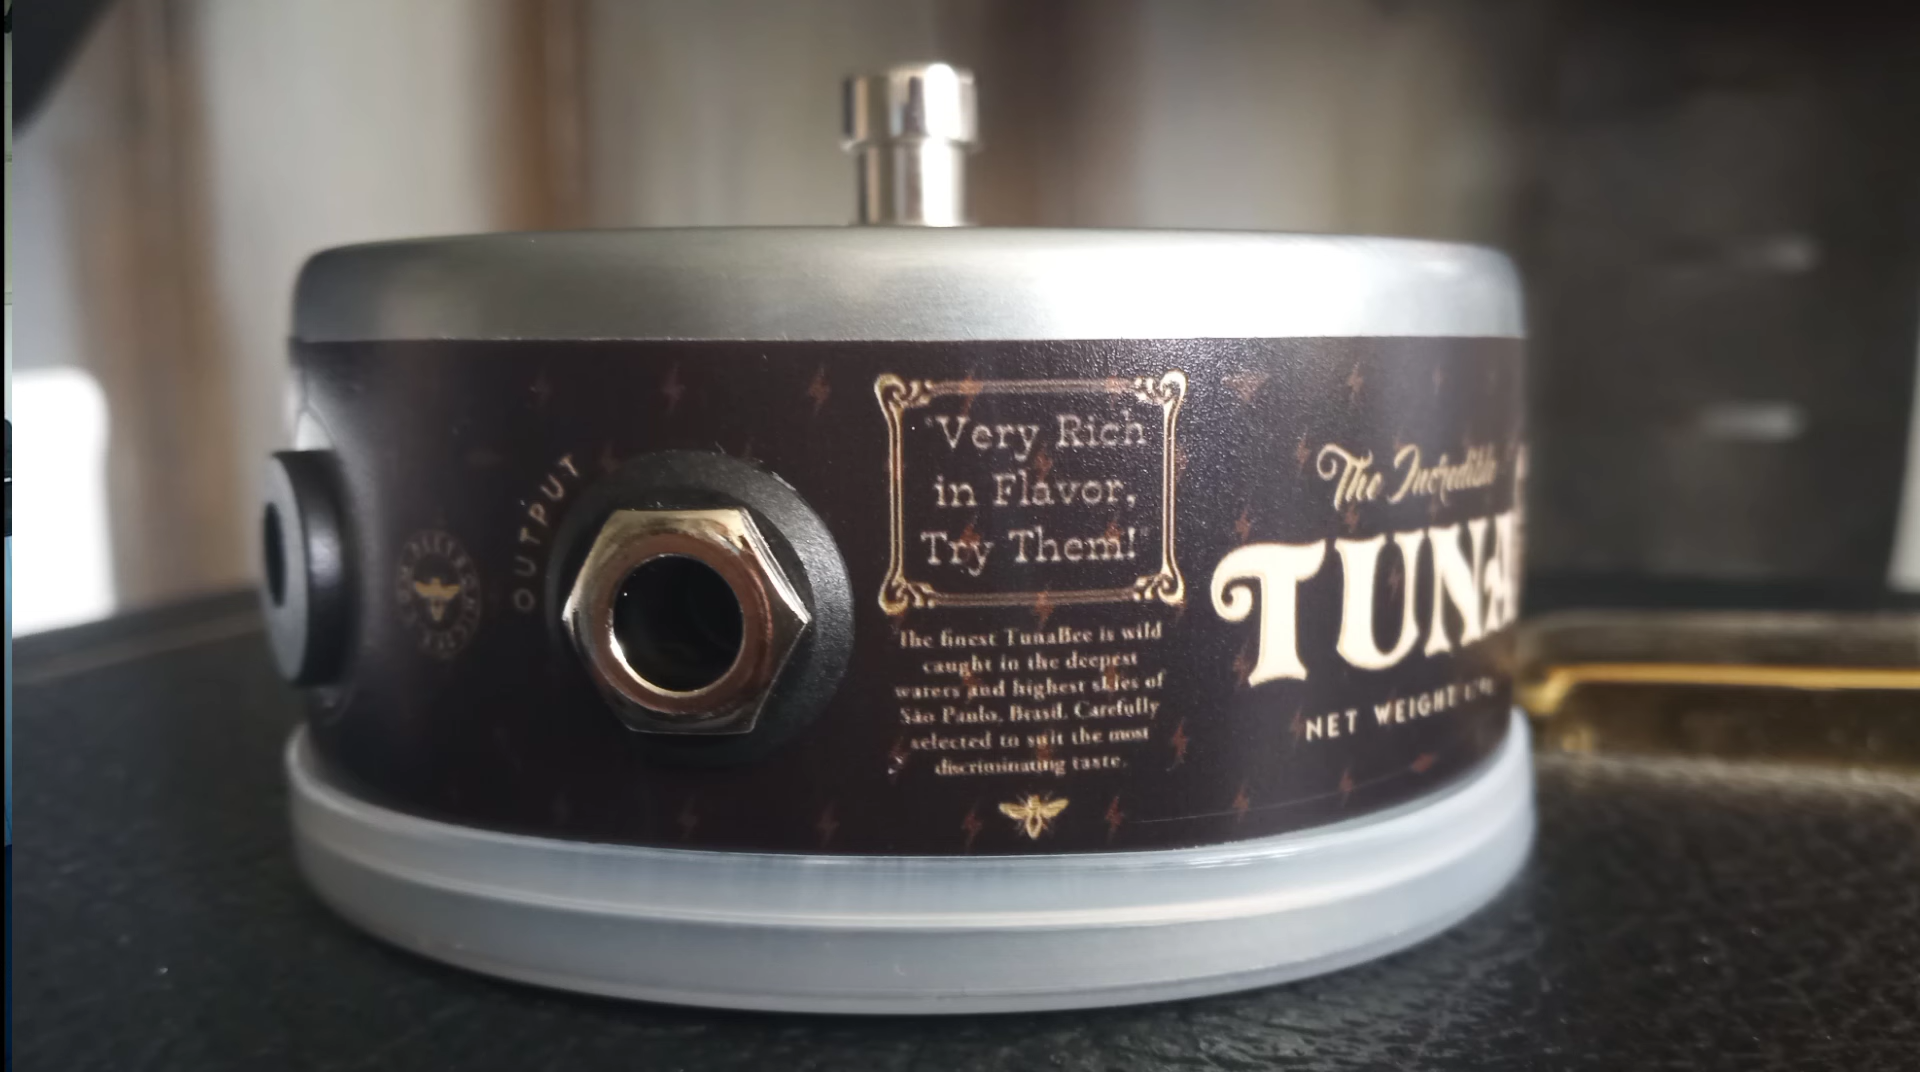 OUTPUT
"Very Rich
in Flavor,
Try Them!"
The finest TunaBee is wild
caught in the deepest
waters and highest skies of
São Paulo, Brasil. Carefully
selected to suit the most
discriminating taste.
The Incredible
TUNA
NET WEIGHT